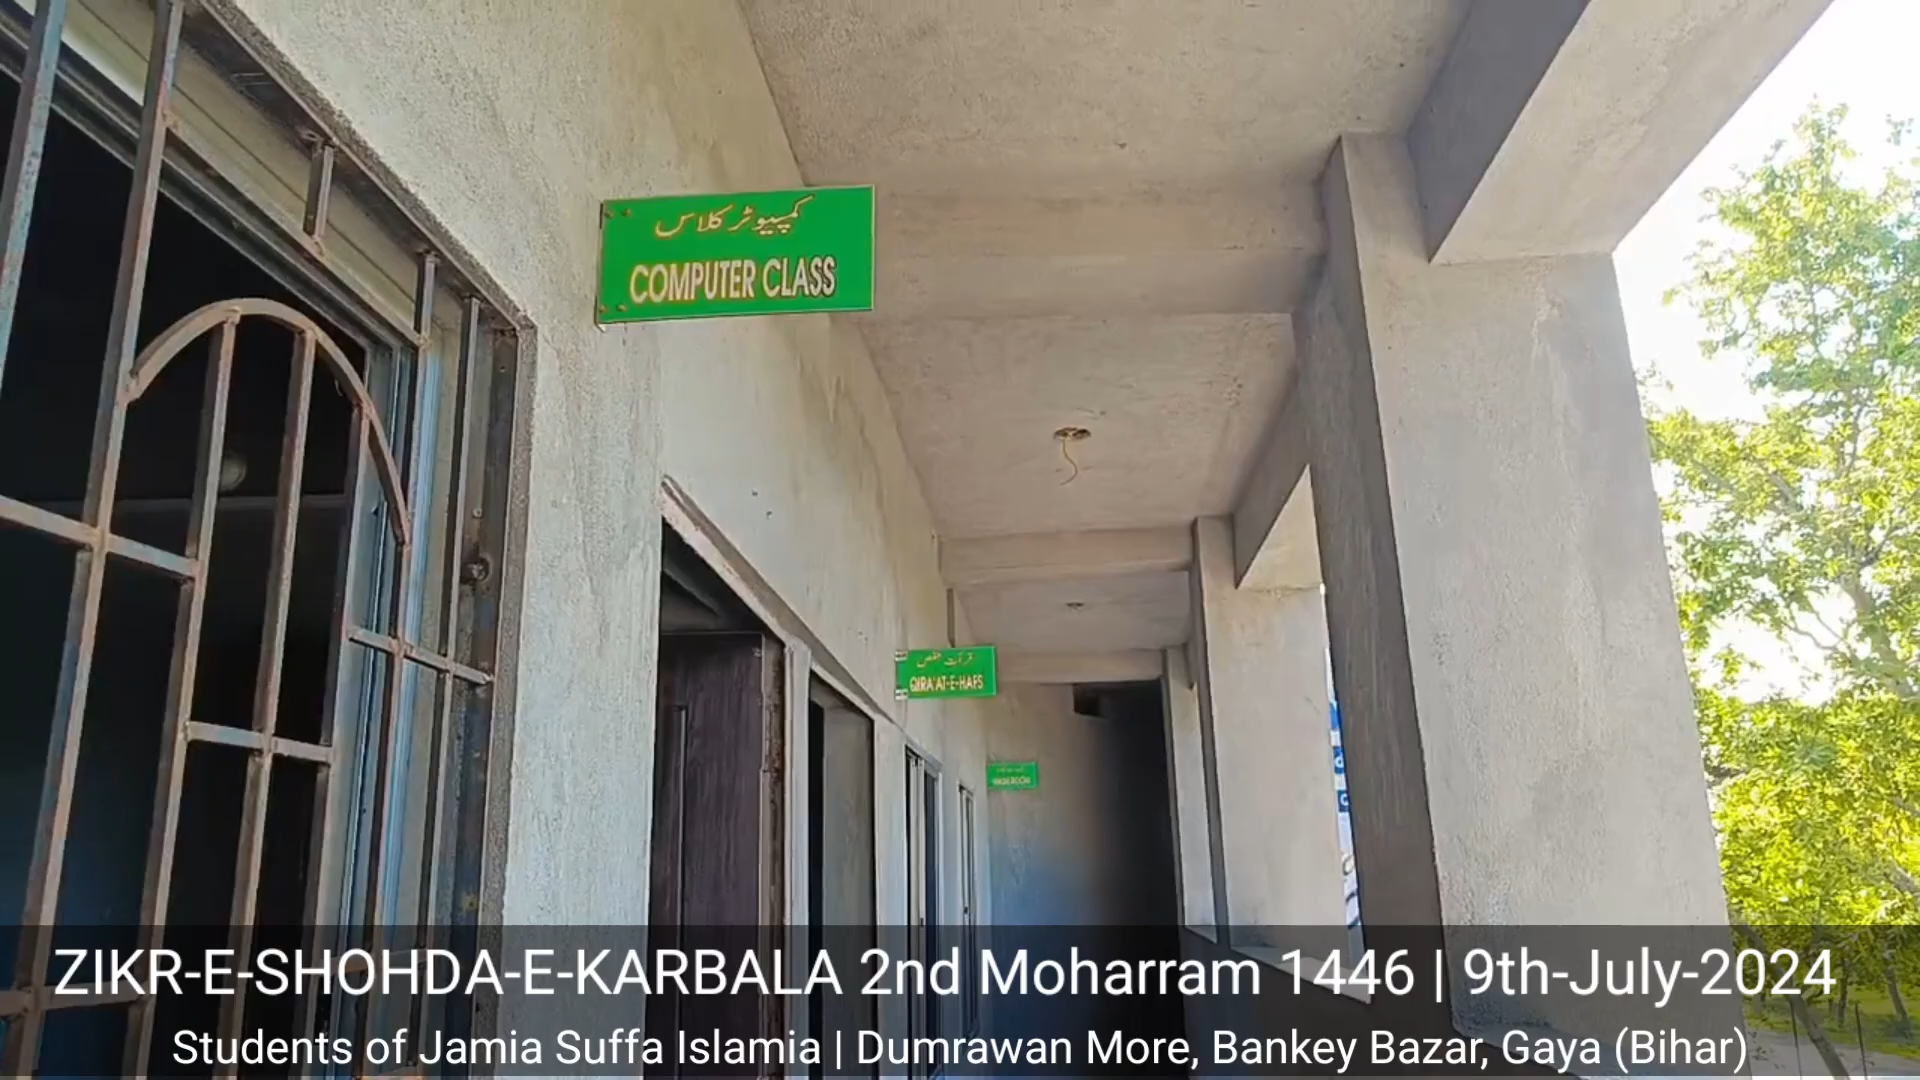 کمپیوٹر کلاس
COMPUTER CLASS
قرأت حفص
QIRA'AT-E-HAFS
ZIKR-E-SHOHDA-E-KARBALA 2nd Moharram 1446 | 9th-July-2024
Students of Jamia Suffa Islamia | Dumrawan More, Bankey Bazar, Gaya (Bihar)